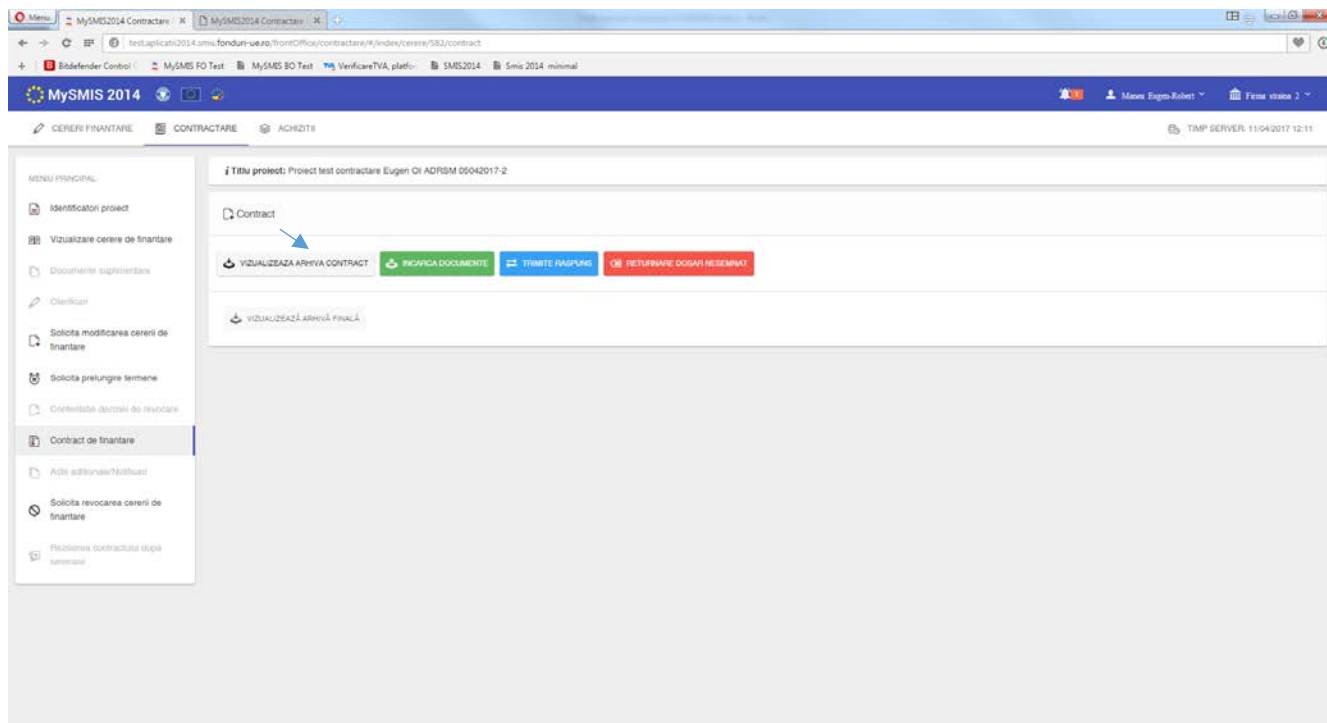 Menu
MySMIS2014 Contractare
MySMIS2014 Contractare
test.aplicatii2014.smis.fonduri-ue.ro/frontOffice/contractare/#/index/cerere/582/contract
Bitdefender Control
MySMIS FO Test
MySMIS BO Test
VerificareTVA, platfo
SMIS2014
Smis 2014 minimal
MySMIS 2014
Manea Eugen-Robert
Firma straina 2
CERERI FINANTARE
CONTRACTARE
ACHIZITII
TIMP SERVER: 11/04/2017 12:11
MENIU PRINCIPAL
Identificatori proiect
Vizualizare cerere de finantare
Documente suplimentare
Clarificari
Solicita modificarea cererii de
finantare
Solicita prelungire termene
Contestatie decizii de revocare
Contract de finantare
Acte aditionale/Notificari
Solicita revocarea cererii de
finantare
Rezilierea contractului dupa
semnare
i Titlu proiect: Proiect test contractare Eugen OI ADRSM 05042017-2
Contract
VIZUALIZEAZA ARHIVA CONTRACT
INCARCA DOCUMENTE
TRIMITE RASPUNS
RETURNARE DOSAR NESEMNAT
VIZUALIZEAZĂ ARHIVĂ FINALĂ